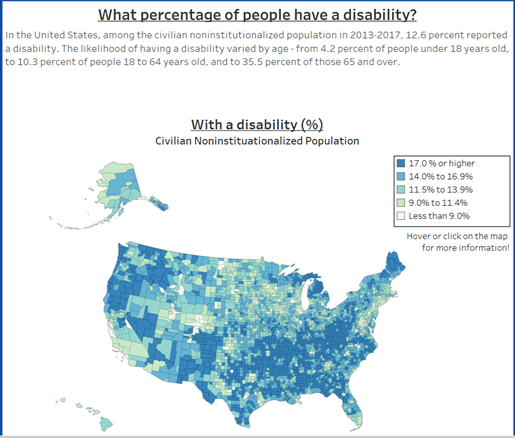 What percentage of people have a disability?
In the United States, among the civilian noninstitutionalized population in 2013-2017, 12.6 percent reported
a disability. The likelihood of having a disability varied by age - from 4.2 percent of people under 18 years old,
to 10.3 percent of people 18 to 64 years old, and to 35.5 percent of those 65 and over.
With a disability (%)
Civilian Noninstituationalized Population
17.0 % or higher
14.0% to 16.9%
11.5% to 13.9%
9.0% to 11.4%
Less than 9.0%
Hover or click on the map
for more information!